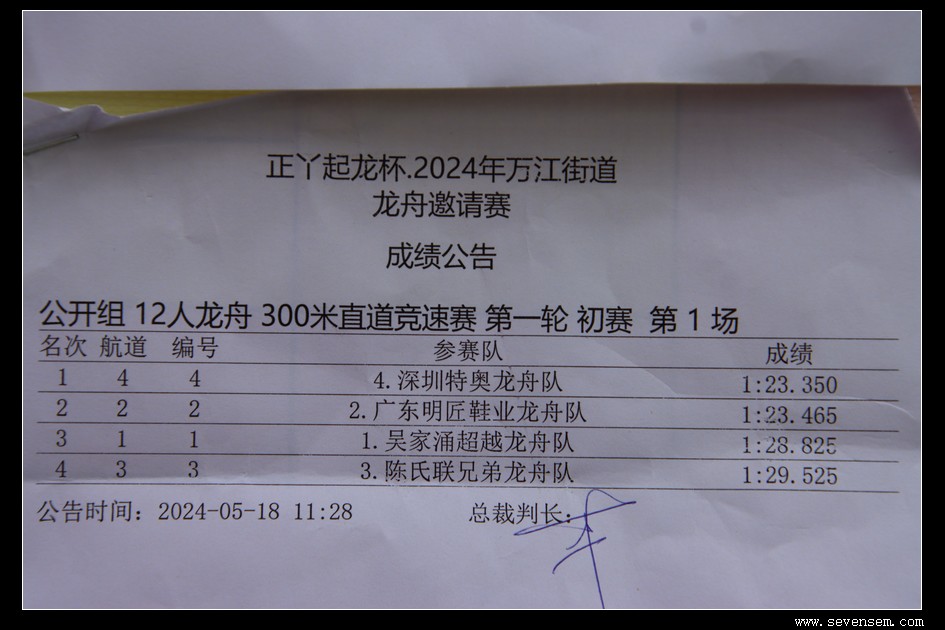 正丫起龙杯.2024年万江街道
龙舟邀请赛
成绩公告
公开组 12人龙舟 300米直道竞速赛 第一轮 初赛 第 1 场
名次 航道 编号 参赛队 成绩
1 4 4 4.深圳特奥龙舟队 1:23.350
2 2 2 2.广东明匠鞋业龙舟队 1:23.465
3 1 1 1.吴家涌超越龙舟队 1:28.825
4 3 3 3.陈氏联兄弟龙舟队 1:29.525
公告时间：2024-05-18 11:28 总裁判长：
www.sevensem.com